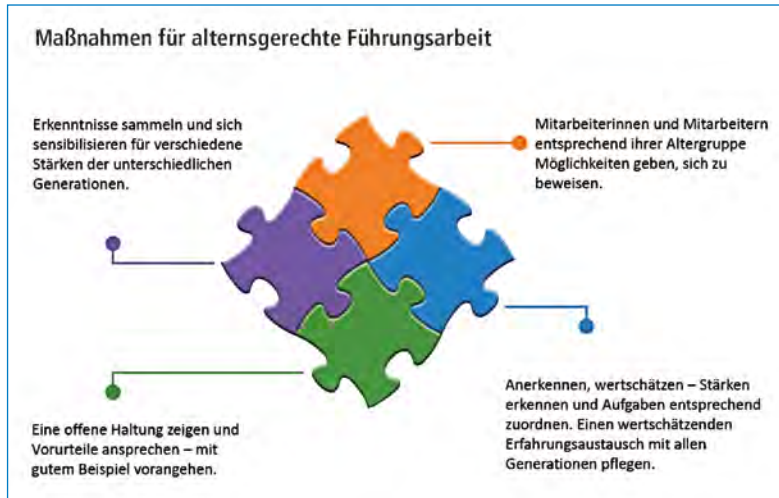 Maßnahmen für alternsgerechte Führungsarbeit
Erkenntnisse sammeln und sich
sensibilisieren für verschiedene
Stärken der unterschiedlichen
Generationen.
Mitarbeiterinnen und Mitarbeitern
entsprechend ihrer Altergruppe
Möglichkeiten geben, sich zu
beweisen.
Eine offene Haltung zeigen und
Vorurteile ansprechen – mit
gutem Beispiel vorangehen.
Anerkennen, wertschätzen – Stärken
erkennen und Aufgaben entsprechend
zuordnen. Einen wertschätzenden
Erfahrungsaustausch mit allen
Generationen pflegen.